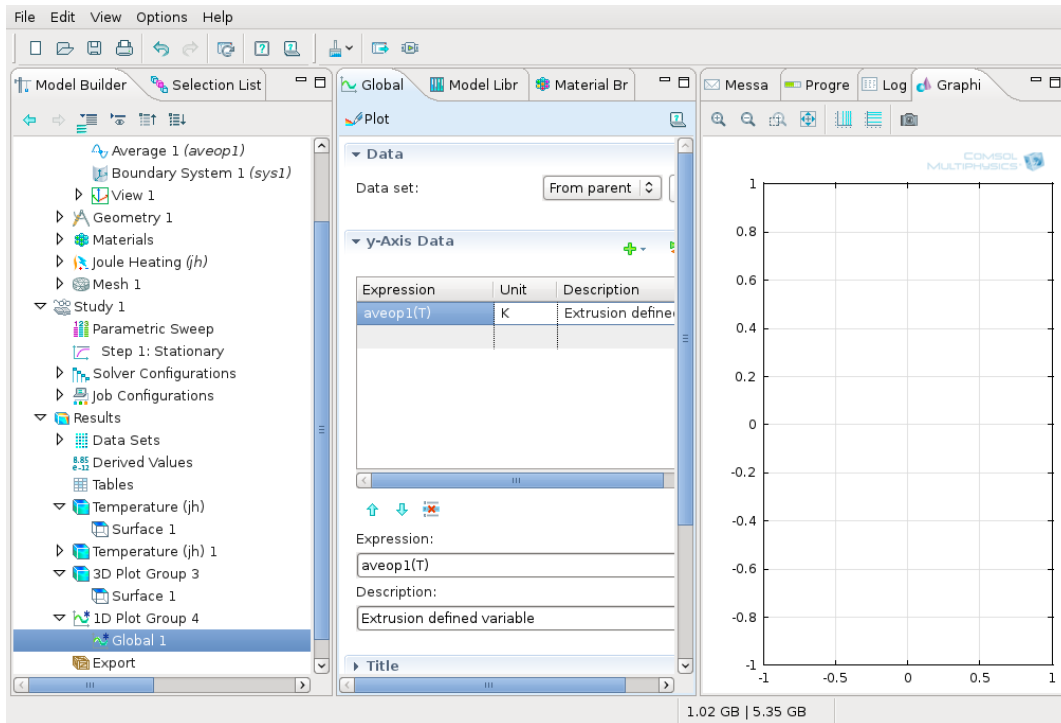 File Edit View Options Help
Model Builder Selection List
Average 1 (aveop1)
Boundary System 1 (sys1)
View 1
Geometry 1
Materials
Joule Heating (jh)
Mesh 1
Study 1
Parametric Sweep
Step 1: Stationary
Solver Configurations
Job Configurations
Results
Data Sets
8.85
e-12 Derived Values
Tables
Temperature (jh)
Surface 1
Temperature (jh) 1
3D Plot Group 3
Surface 1
1D Plot Group 4
Global 1
Export
Global Model Libr Material Br
Plot
Data
Data set: From parent
y-Axis Data
Expression Unit Description
aveop1(T) K Extrusion define
Expression:
aveop1(T)
Description:
Extrusion defined variable
Title
Messa Progre Log Graphi
COMSOL
MULTIPHYSICS
1
0.8
0.6
0.4
0.2
0
-0.2
-0.4
-0.6
-0.8
-1
-1 -0.5 0 0.5 1
1.02 GB | 5.35 GB